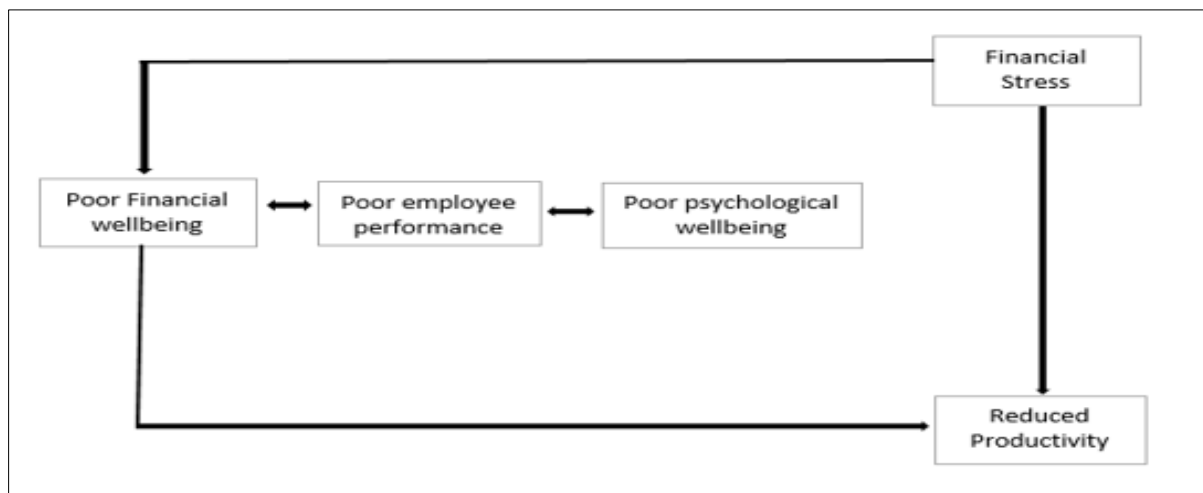 Financial
Stress
Poor Financial
wellbeing
Poor employee
performance
Poor psychological
wellbeing
Reduced
Productivity